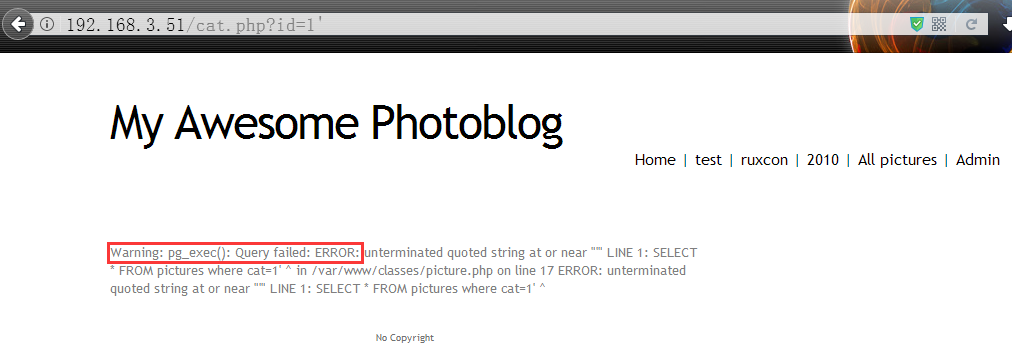 192.168.3.51/cat.php?id=1'
My Awesome Photoblog
Home | test | ruxcon | 2010 | All pictures | Admin
Warning: pg_exec(): Query failed: ERROR: unterminated quoted string at or near "'" LINE 1: SELECT
* FROM pictures where cat=1' ^ in /var/www/classes/picture.php on line 17 ERROR: unterminated
quoted string at or near "'" LINE 1: SELECT * FROM pictures where cat=1' ^
No Copyright